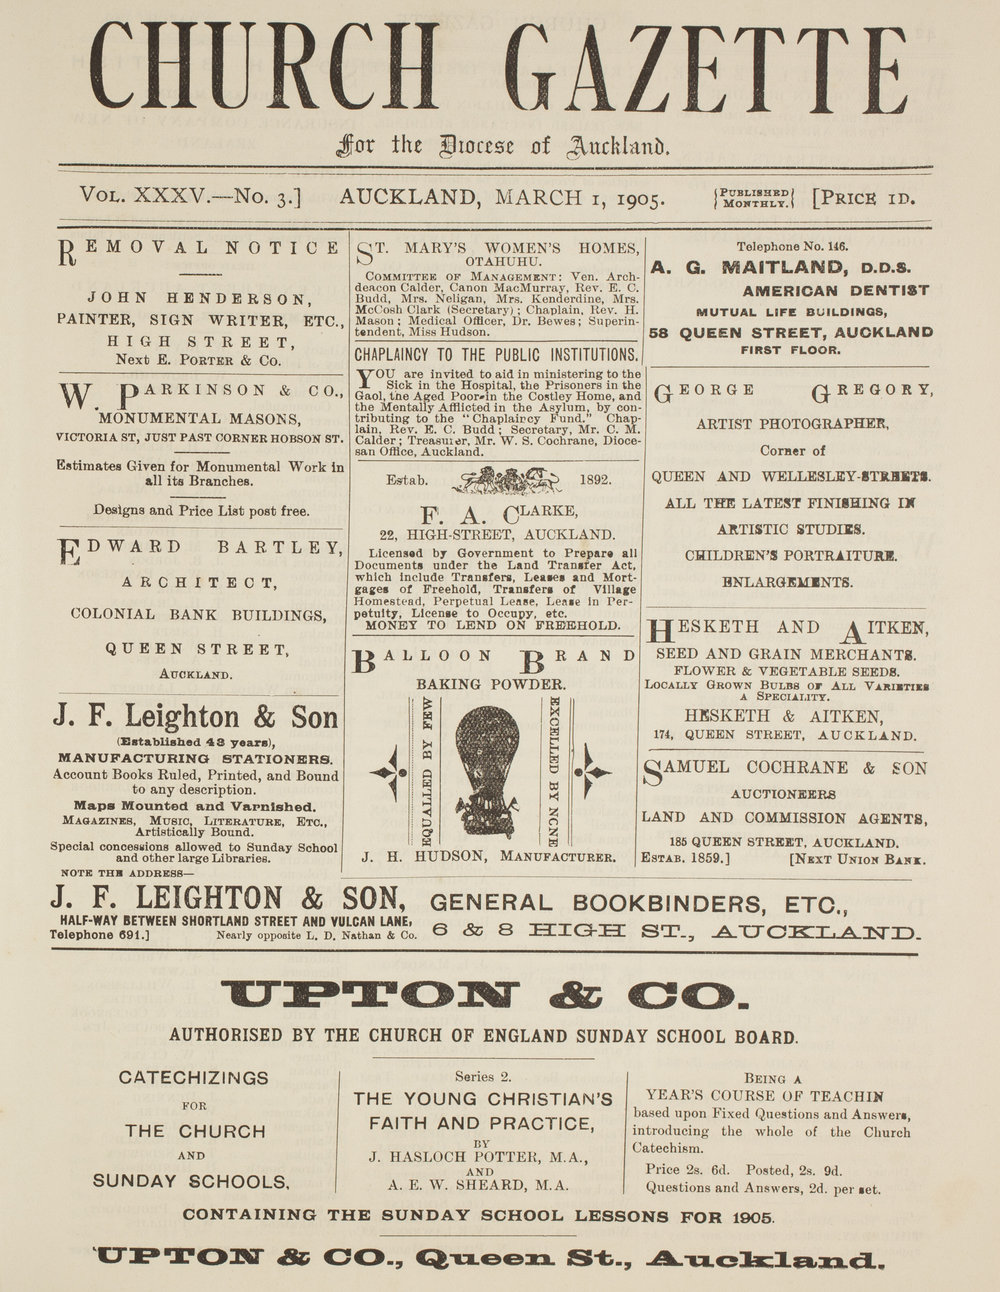 CHURCH GAZETTE
For the Diocese of Auckland.
VOL. XXXV.—No. 3.] AUCKLAND, MARCH 1, 1905. {PUBLISHED MONTHLY.} [PRICE 1D.
REMOVAL NOTICE
JOHN HENDERSON,
PAINTER, SIGN WRITER, ETC.,
HIGH STREET,
Next E. PORTER & Co.
W. PARKINSON & CO.,
MONUMENTAL MASONS,
VICTORIA ST, JUST PAST CORNER HOBSON ST.
Estimates Given for Monumental Work in
all its Branches.
Designs and Price List post free.
EDWARD BARTLEY,
ARCHITECT,
COLONIAL BANK BUILDINGS,
QUEEN STREET,
AUCKLAND.
J. F. Leighton & Son
(Established 43 years),
MANUFACTURING STATIONERS.
Account Books Ruled, Printed, and Bound
to any description.
Maps Mounted and Varnished.
MAGAZINES, MUSIC, LITERATURE, ETC.,
Artistically Bound.
Special concessions allowed to Sunday School
and other large Libraries.
NOTE THE ADDRESS—
ST. MARY'S WOMEN'S HOMES,
OTAHUHU.
COMMITTEE OF MANAGEMENT: Ven. Arch-
deacon Calder, Canon MacMurray, Rev. E. C.
Budd, Mrs. Neligan, Mrs. Kenderdine, Mrs.
McCosh Clark (Secretary); Chaplain, Rev. H.
Mason; Medical Officer, Dr. Bewes; Superin-
tendent, Miss Hudson.
CHAPLAINCY TO THE PUBLIC INSTITUTIONS.
YOU are invited to aid in ministering to the
Sick in the Hospital, the Prisoners in the
Gaol, the Aged Poor in the Costley Home, and
the Mentally Afflicted in the Asylum, by con-
tributing to the "Chaplaincy Fund." Chap-
lain, Rev. E. C. Budd; Secretary, Mr. C. M.
Calder; Treasurer, Mr. W. S. Cochrane, Dioce-
san Office, Auckland.
Estab. 1892.
F. A. CLARKE,
22, HIGH-STREET, AUCKLAND.
Licensed by Government to Prepare all
Documents under the Land Transfer Act,
which include Transfers, Leases and Mort-
gages of Freehold, Transfers of Village
Homestead, Perpetual Lease, Lease in Per-
petuity, License to Occupy, etc.
MONEY TO LEND ON FREEHOLD.
BALLOON BRAND
BAKING POWDER.
EQUALLED BY FEW
EXCELLED BY NONE
J. H. HUDSON, MANUFACTURER.
Telephone No. 146.
A. G. MAITLAND, D.D.S.
AMERICAN DENTIST
MUTUAL LIFE BUILDINGS,
58 QUEEN STREET, AUCKLAND
FIRST FLOOR.
GEORGE GREGORY,
ARTIST PHOTOGRAPHER,
Corner of
QUEEN AND WELLESLEY-STREETS.
ALL THE LATEST FINISHING IN
ARTISTIC STUDIES.
CHILDREN'S PORTRAITURE.
ENLARGEMENTS.
HESKETH AND AITKEN,
SEED AND GRAIN MERCHANTS.
FLOWER & VEGETABLE SEEDS.
LOCALLY GROWN BULBS OF ALL VARIETIES
A SPECIALITY.
HESKETH & AITKEN,
174, QUEEN STREET, AUCKLAND.
SAMUEL COCHRANE & SON
AUCTIONEERS
LAND AND COMMISSION AGENTS,
185 QUEEN STREET, AUCKLAND.
ESTAB. 1859.] [NEXT UNION BANK.
J. F. LEIGHTON & SON, GENERAL BOOKBINDERS, ETC.,
HALF-WAY BETWEEN SHORTLAND STREET AND VULCAN LANE,
Telephone 691.] Nearly opposite L. D. Nathan & Co. 6 & 8 HIGH ST., AUCKLAND.
UPTON & CO.
AUTHORISED BY THE CHURCH OF ENGLAND SUNDAY SCHOOL BOARD.
CATECHIZINGS
FOR
THE CHURCH
AND
SUNDAY SCHOOLS.
Series 2.
THE YOUNG CHRISTIAN'S
FAITH AND PRACTICE,
BY
J. HASLOCH POTTER, M.A.,
AND
A. E. W. SHEARD, M.A.
BEING A
YEAR'S COURSE OF TEACHIN
based upon Fixed Questions and Answers,
introducing the whole of the Church
Catechism.
Price 2s. 6d. Posted, 2s. 9d.
Questions and Answers, 2d. per set.
CONTAINING THE SUNDAY SCHOOL LESSONS FOR 1905.
UPTON & CO., Queen St., Auckland.